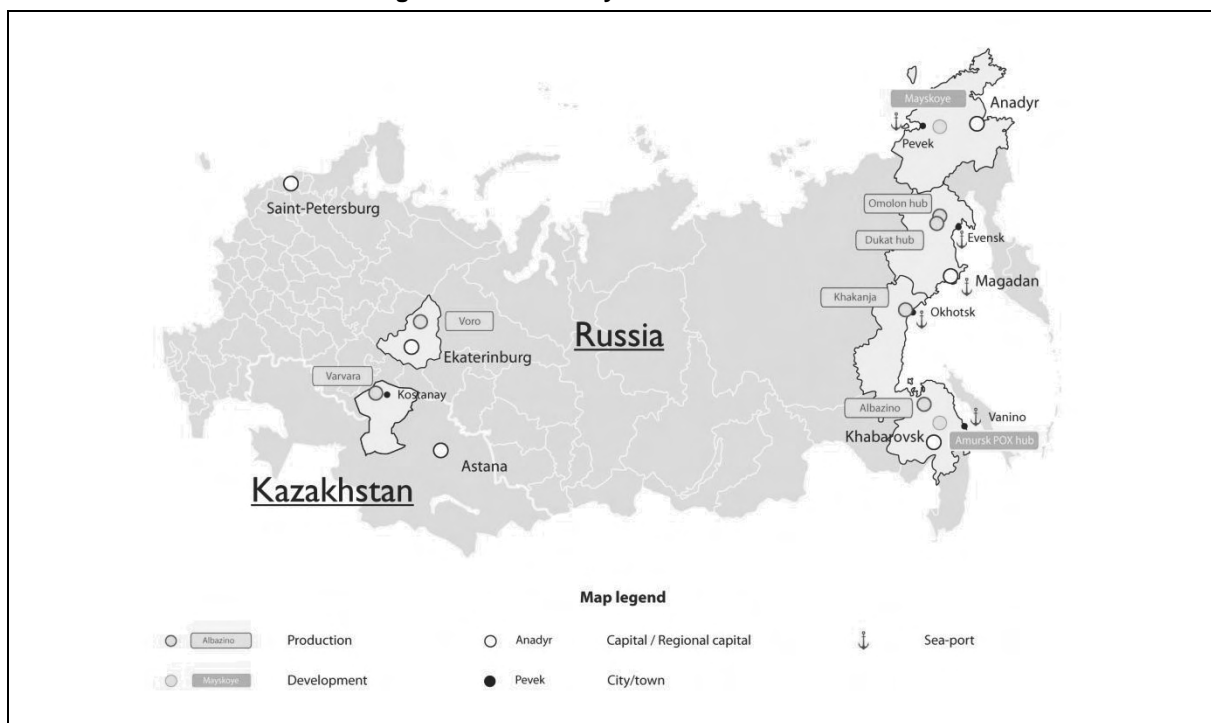 Mayskoye
Anadyr
Pevek
Saint-Petersburg
Omolon hub
Dukat hub
Evensk
Magadan
Khakanja
Okhotsk
Voro
Russia
Ekaterinburg
Varvara
Kostanay
Albazino
Vanino
Khabarovsk
Amursk POX hub
Astana
Kazakhstan
Map legend
Albazino Production Anadyr Capital / Regional capital Sea-port
Mayskoye Development Pevek City/town